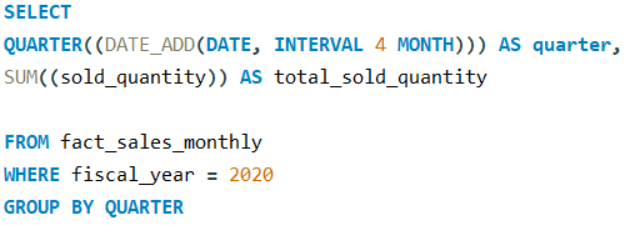 SELECT
QUARTER((DATE_ADD(DATE, INTERVAL 4 MONTH))) AS quarter,
SUM((sold_quantity)) AS total_sold_quantity
FROM fact_sales_monthly
WHERE fiscal_year = 2020
GROUP BY QUARTER